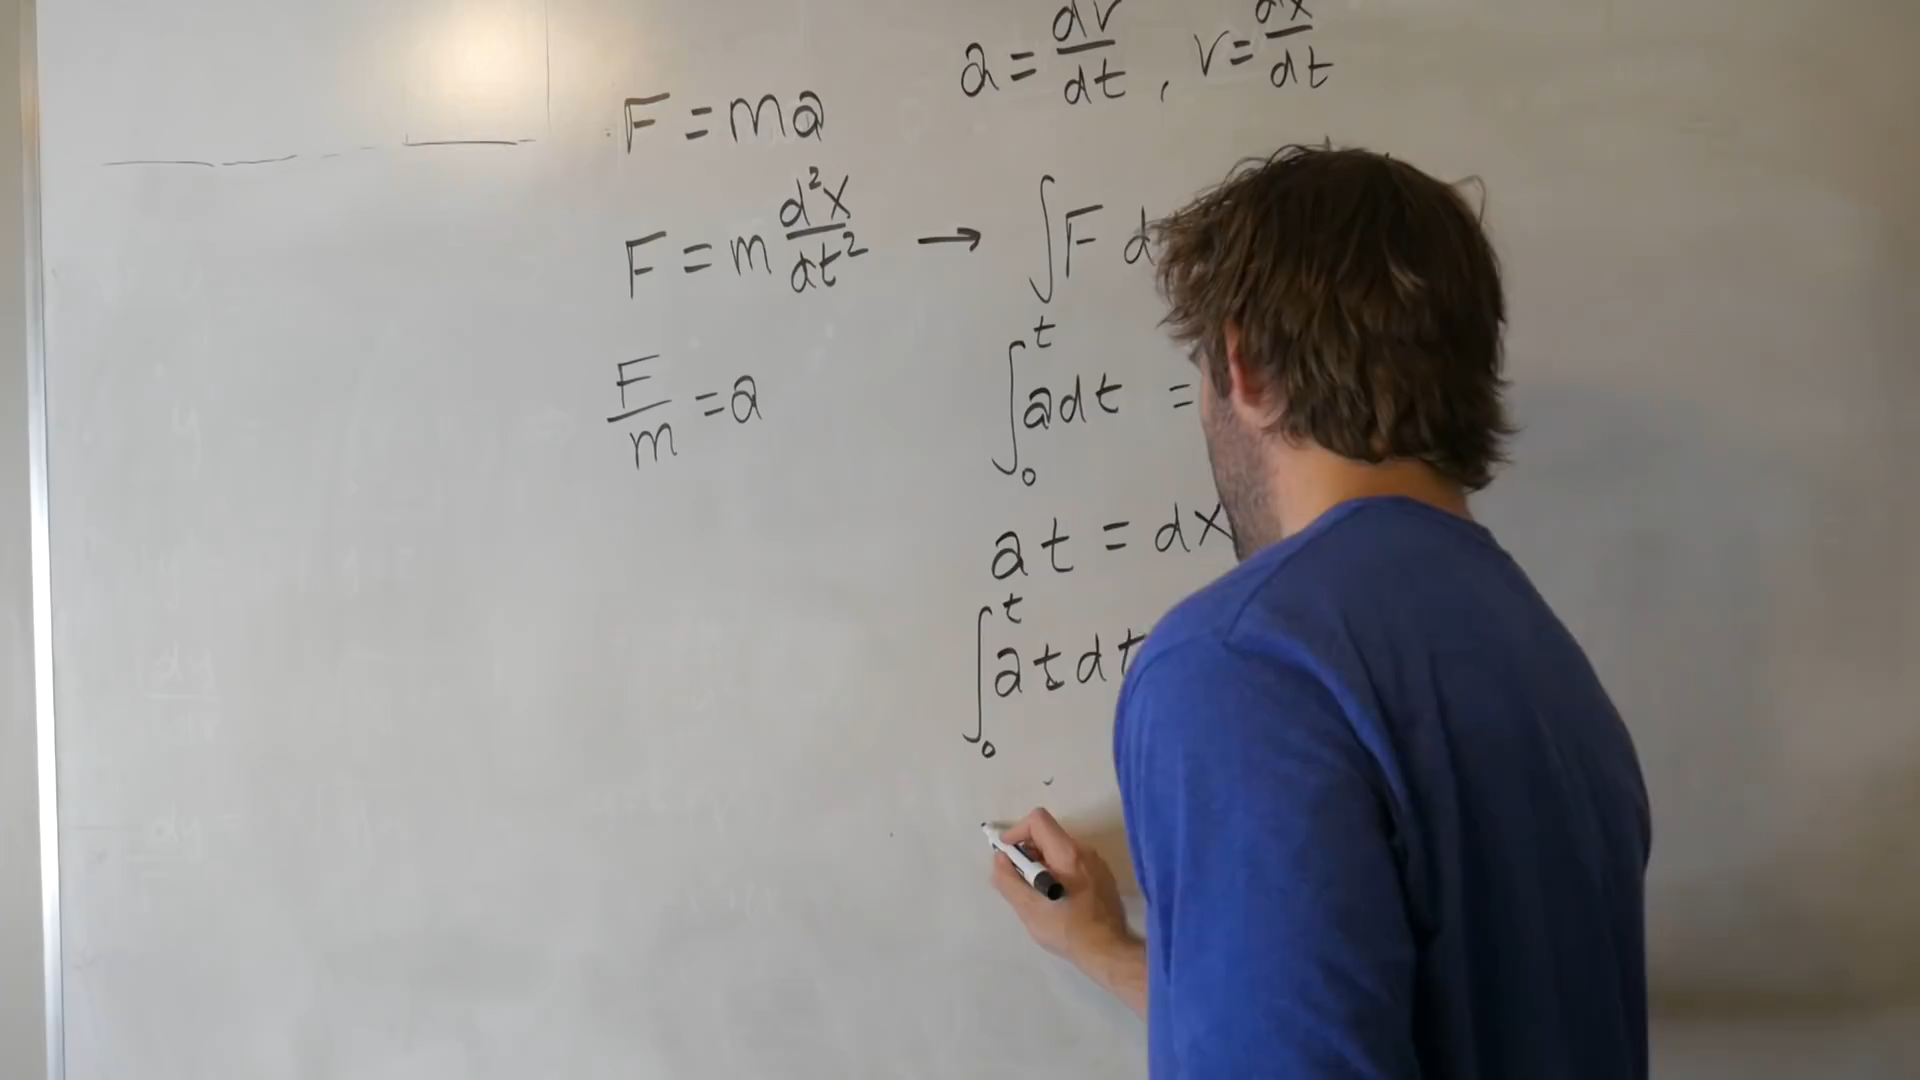 a = dv/dt , v = dx/dt
F = ma
F = m d²x/dt² → ∫F d
F/m = a
∫₀ᵗ a dt =
at = dx
∫₀ᵗ at dt